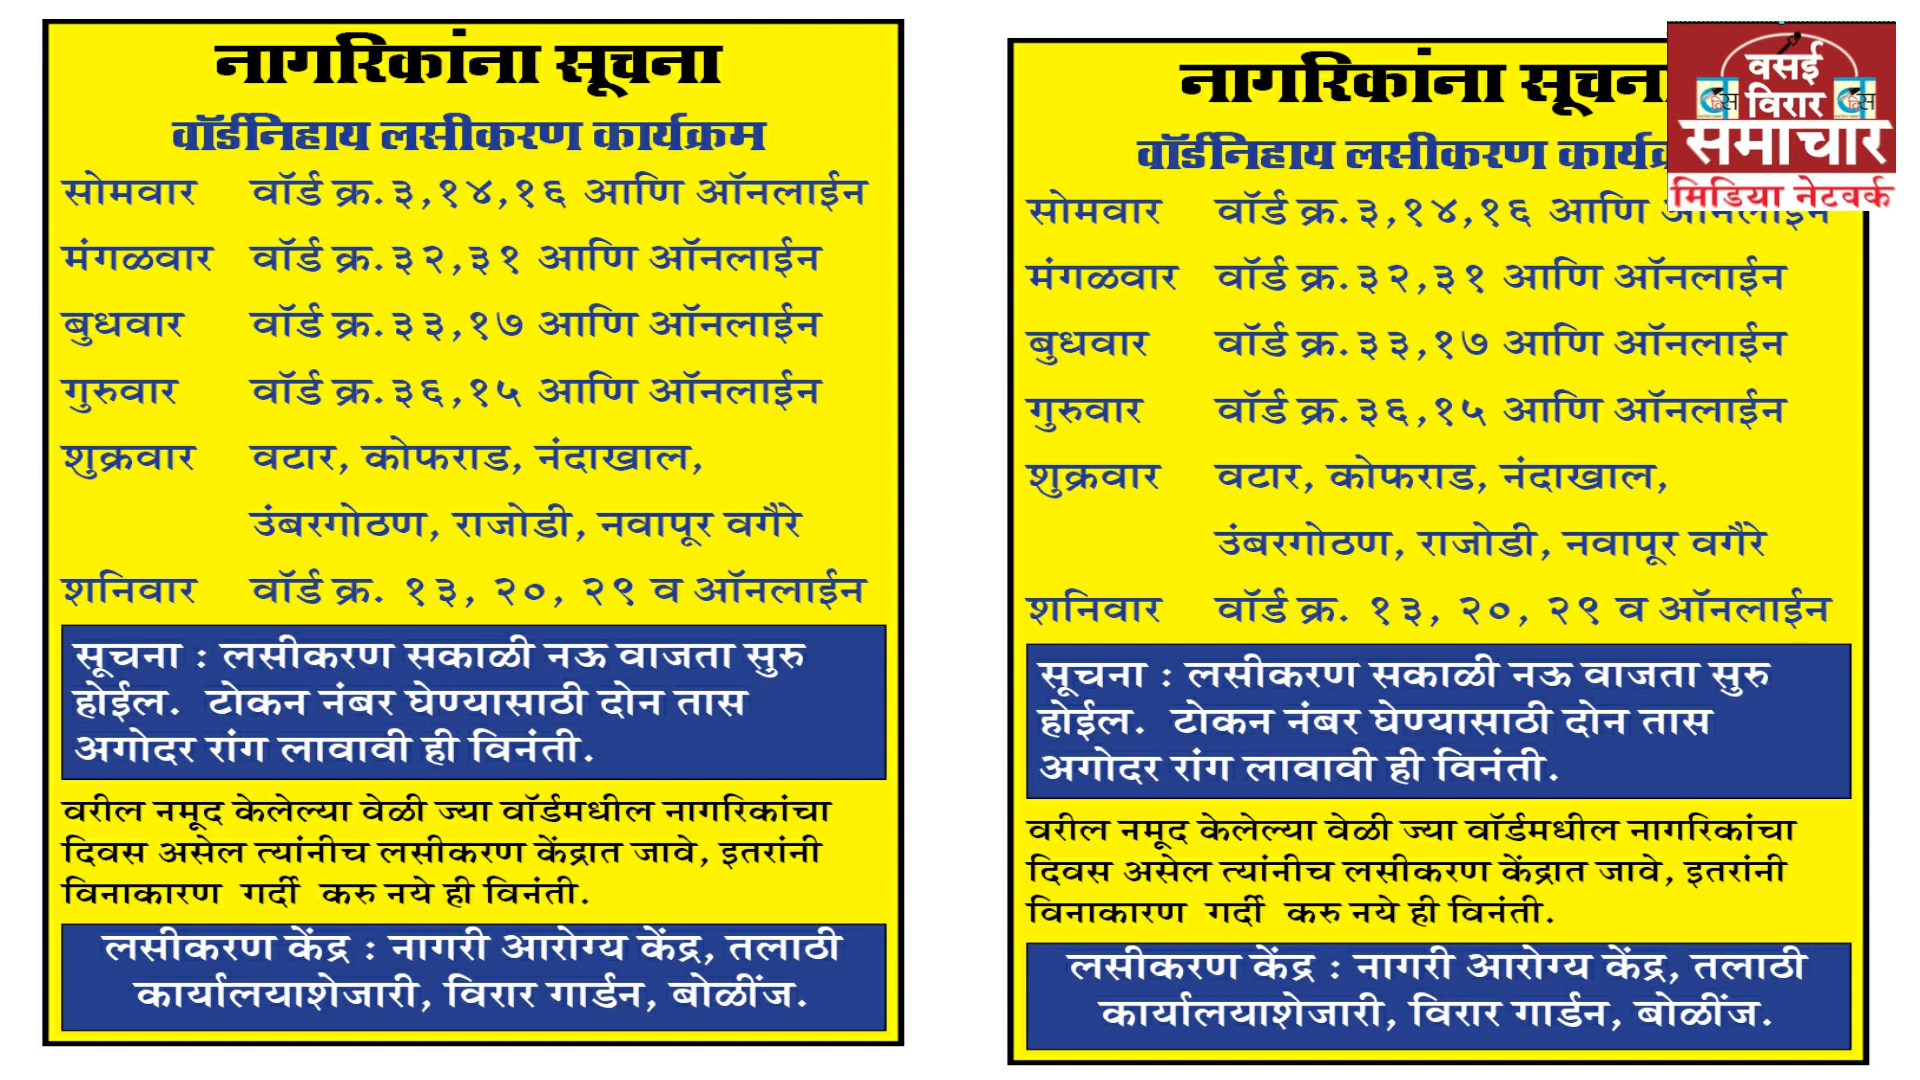 नागरिकांना सूचना
वॉर्डनिहाय लसीकरण कार्यक्रम
सोमवार वॉर्ड क्र. ३,१४,१६ आणि ऑनलाईन
मंगळवार वॉर्ड क्र. ३२,३१ आणि ऑनलाईन
बुधवार वॉर्ड क्र. ३३,१७ आणि ऑनलाईन
गुरुवार वॉर्ड क्र. ३६,१५ आणि ऑनलाईन
शुक्रवार वटार, कोफराड, नंदाखाल,
उंबरगोठण, राजोडी, नवापूर वगैरे
शनिवार वॉर्ड क्र. १३, २०, २९ व ऑनलाईन
सूचना : लसीकरण सकाळी नऊ वाजता सुरु
होईल. टोकन नंबर घेण्यासाठी दोन तास
अगोदर रांग लावावी ही विनंती.
वरील नमूद केलेल्या वेळी ज्या वॉर्डमधील नागरिकांचा
दिवस असेल त्यांनीच लसीकरण केंद्रात जावे, इतरांनी
विनाकारण गर्दी करु नये ही विनंती.
लसीकरण केंद्र : नागरी आरोग्य केंद्र, तलाठी
कार्यालयाशेजारी, विरार गार्डन, बोळींज.
नागरिकांना सूचना
वॉर्डनिहाय लसीकरण
सोमवार वॉर्ड क्र. ३,१४,१६ आणि ऑनलाईन
मंगळवार वॉर्ड क्र. ३२,३१ आणि ऑनलाईन
बुधवार वॉर्ड क्र. ३३,१७ आणि ऑनलाईन
गुरुवार वॉर्ड क्र. ३६,१५ आणि ऑनलाईन
शुक्रवार वटार, कोफराड, नंदाखाल,
उंबरगोठण, राजोडी, नवापूर वगैरे
शनिवार वॉर्ड क्र. १३, २०, २९ व ऑनलाईन
सूचना : लसीकरण सकाळी नऊ वाजता सुरु
होईल. टोकन नंबर घेण्यासाठी दोन तास
अगोदर रांग लावावी ही विनंती.
वरील नमूद केलेल्या वेळी ज्या वॉर्डमधील नागरिकांचा
दिवस असेल त्यांनीच लसीकरण केंद्रात जावे, इतरांनी
विनाकारण गर्दी करु नये ही विनंती.
लसीकरण केंद्र : नागरी आरोग्य केंद्र, तलाठी
कार्यालयाशेजारी, विरार गार्डन, बोळींज.
वसई
विरार
समाचार
मिडिया नेटवर्क